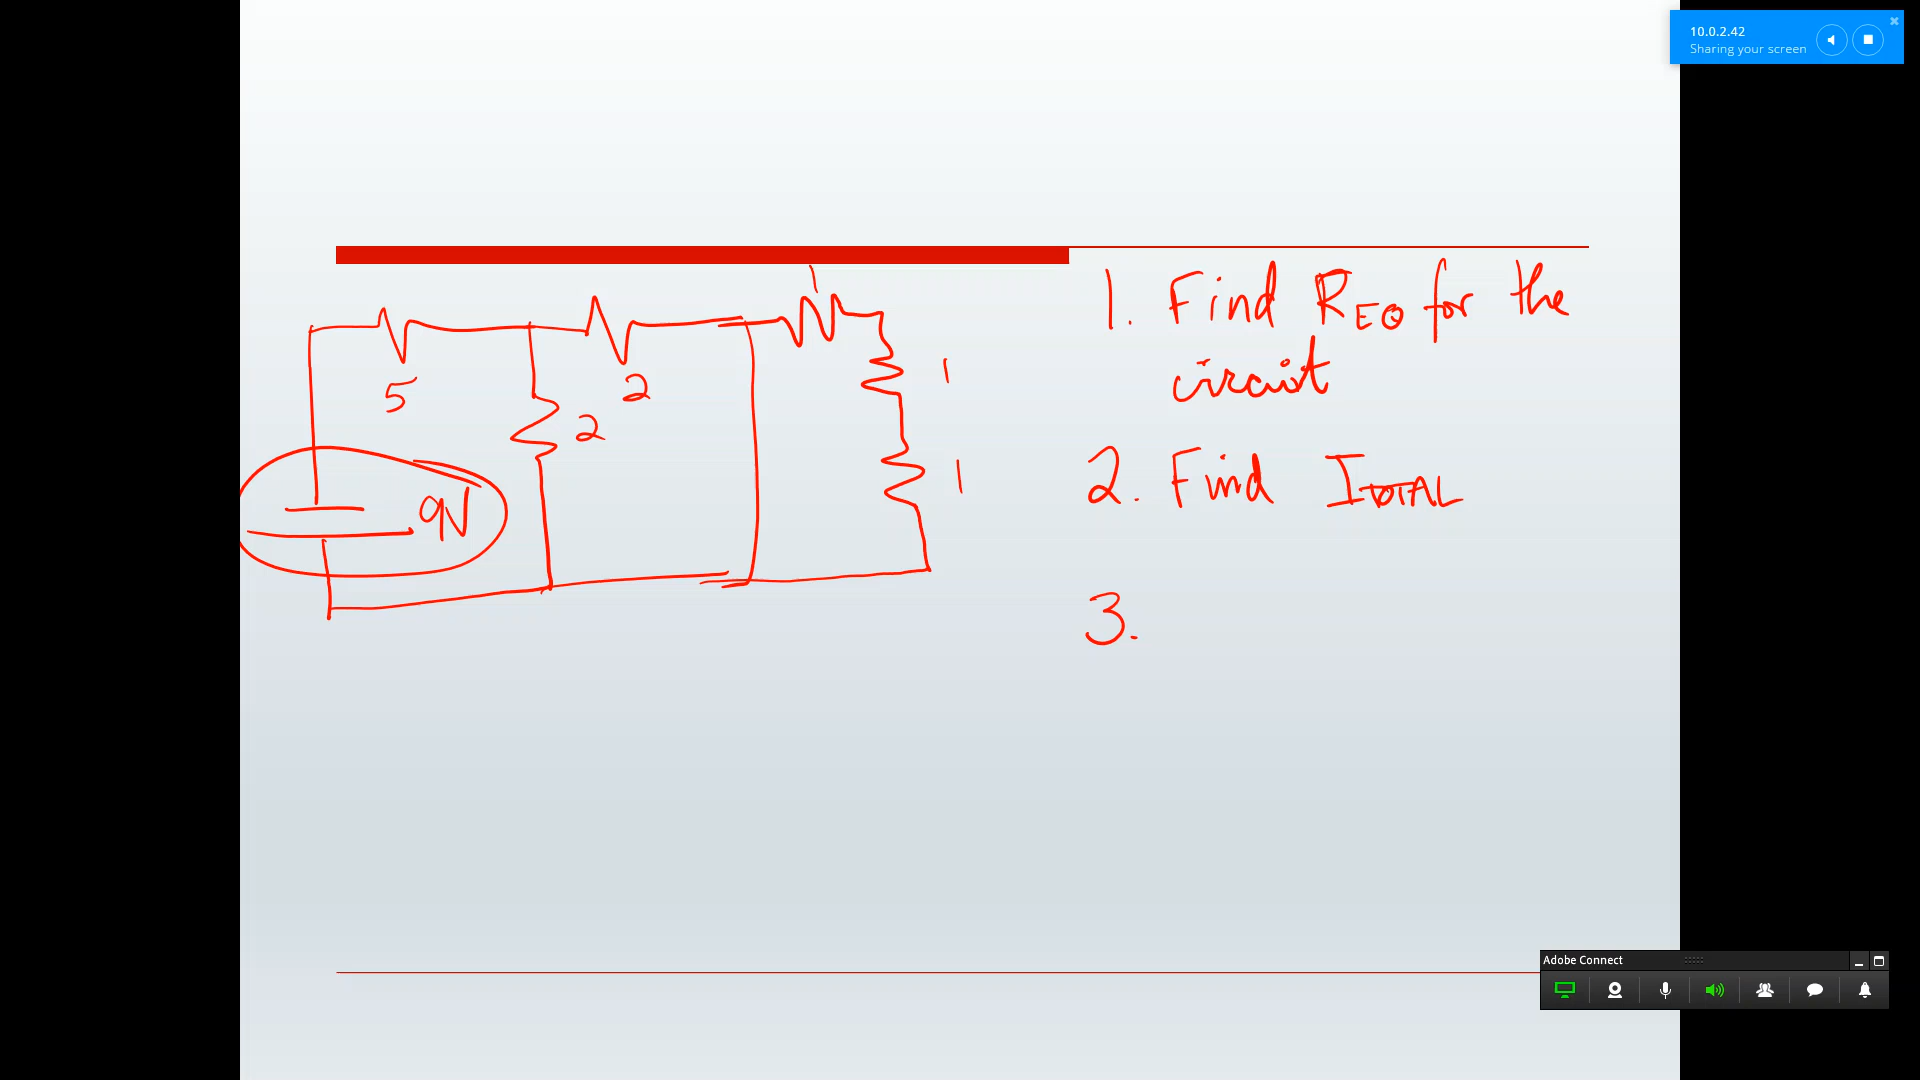 10.0.2.42
Sharing your screen
1. Find REQ for the
circuit
2. Find ITOTAL
3.
1
5
2
2
1
1
9V
Adobe Connect